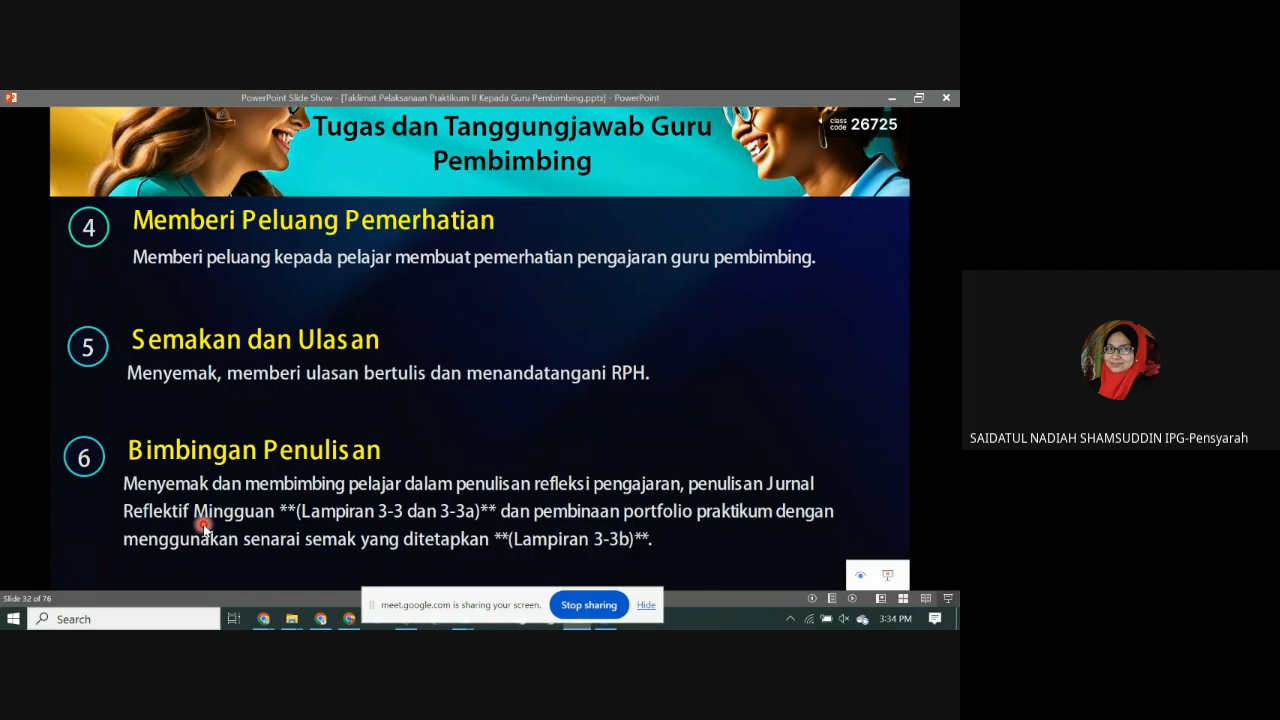 PowerPoint Slide Show - [Taklimat Pelaksanaan Praktikum II Kepada Guru Pembimbing.pptx] - PowerPoint
Tugas dan Tanggungjawab Guru
Pembimbing
class
code 26725
4
Memberi Peluang Pemerhatian
Memberi peluang kepada pelajar membuat pemerhatian pengajaran guru pembimbing.
5
Semakan dan Ulasan
Menyemak, memberi ulasan bertulis dan menandatangani RPH.
6
Bimbingan Penulisan
Menyemak dan membimbing pelajar dalam penulisan refleksi pengajaran, penulisan Jurnal
Reflektif Mingguan **(Lampiran 3-3 dan 3-3a)** dan pembinaan portfolio praktikum dengan
menggunakan senarai semak yang ditetapkan **(Lampiran 3-3b)**.
SAIDATUL NADIAH SHAMSUDDIN IPG-Pensyarah
Slide 32 of 76
meet.google.com is sharing your screen.
Stop sharing
Hide
Search
3:34 PM